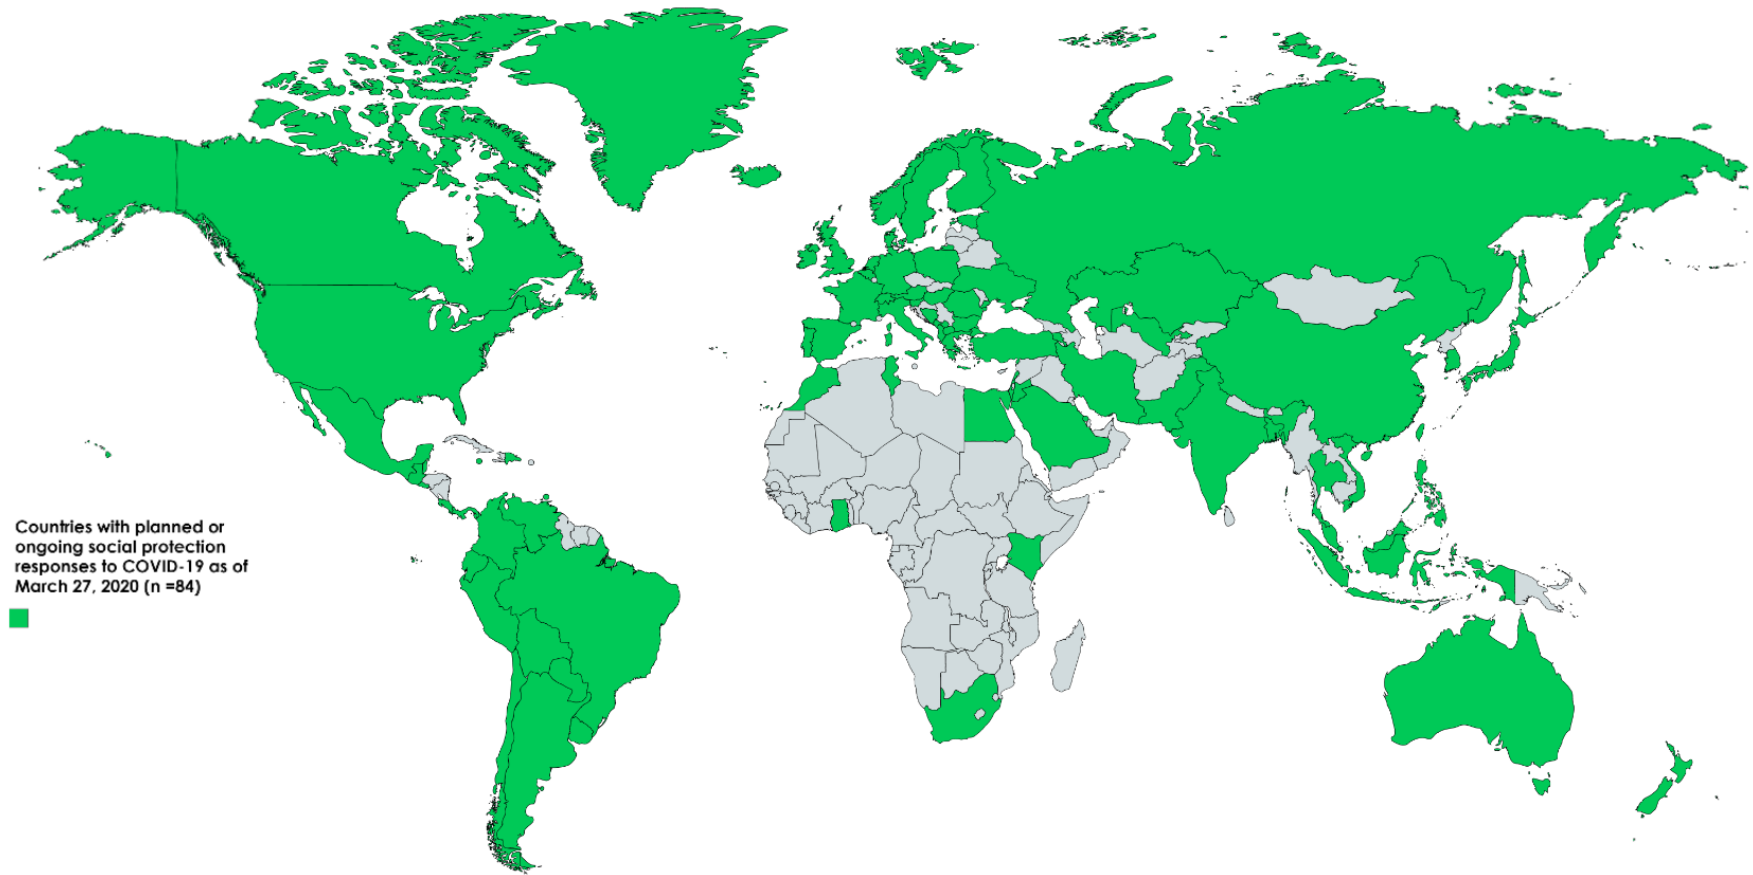 Countries with planned or
ongoing social protection
responses to COVID-19 as of
March 27, 2020 (n =84)